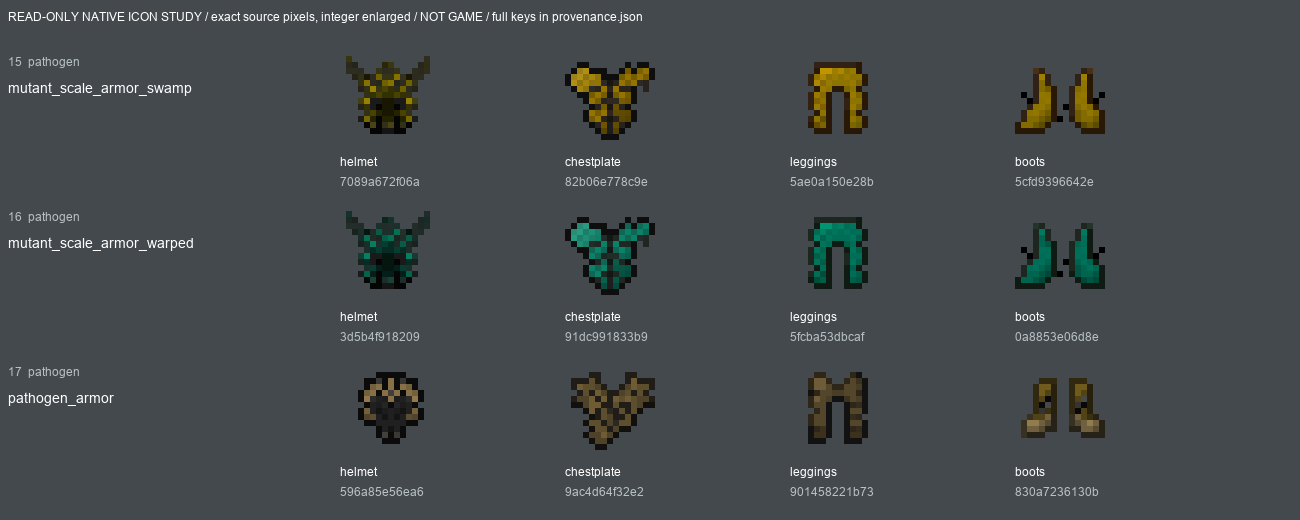 READ-ONLY NATIVE ICON STUDY / exact source pixels, integer enlarged / NOT GAME / full keys in provenance.json
15 pathogen
mutant_scale_armor_swamp
helmet chestplate leggings boots
7089a672f06a 82b06e778c9e 5ae0a150e28b 5cfd9396642e
16 pathogen
mutant_scale_armor_warped
helmet chestplate leggings boots
3d5b4f918209 91dc991833b9 5fcba53dbcaf 0a8853e06d8e
17 pathogen
pathogen_armor
helmet chestplate leggings boots
596a85e56ea6 9ac4d64f32e2 901458221b73 830a7236130b